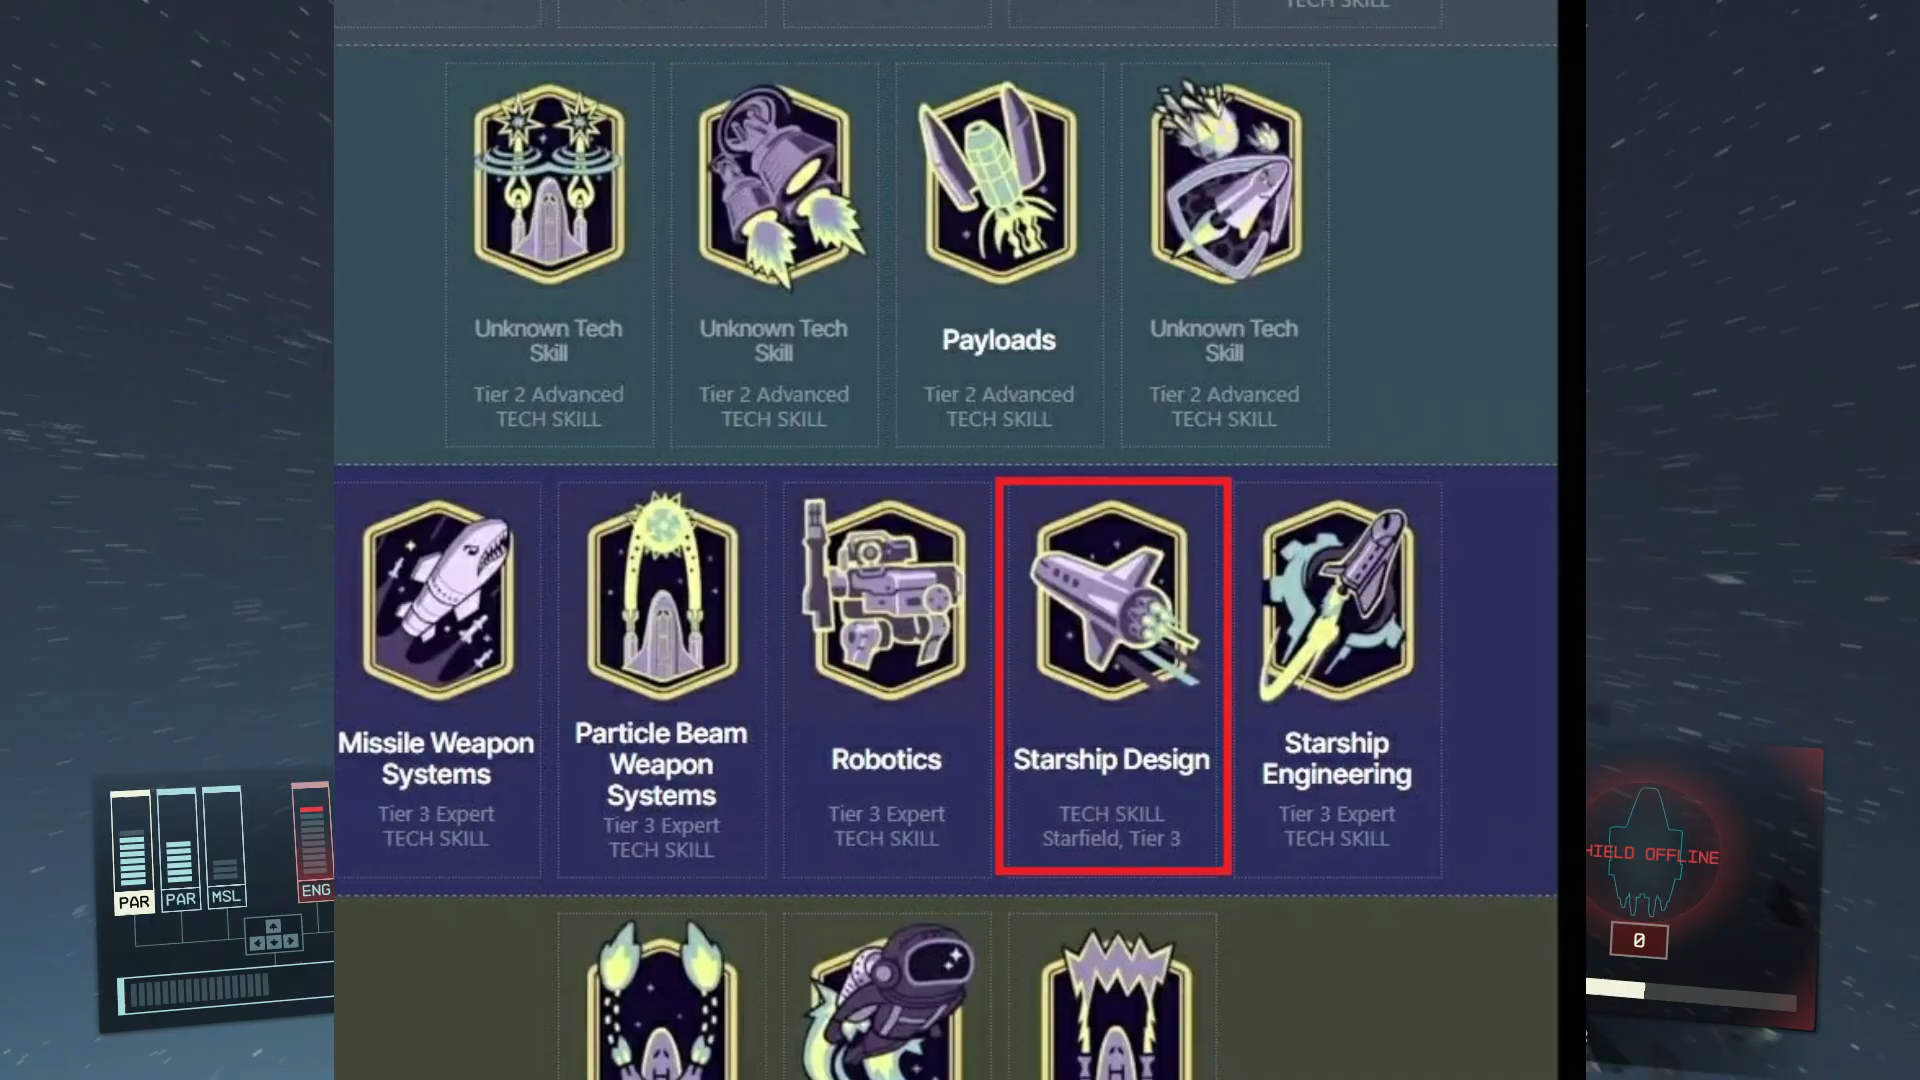 TECH SKILL
Unknown Tech
Skill
Tier 2 Advanced
TECH SKILL
Unknown Tech
Skill
Tier 2 Advanced
TECH SKILL
Payloads
Tier 2 Advanced
TECH SKILL
Unknown Tech
Skill
Tier 2 Advanced
TECH SKILL
Missile Weapon
Systems
Tier 3 Expert
TECH SKILL
Particle Beam
Weapon
Systems
Tier 3 Expert
TECH SKILL
Robotics
Tier 3 Expert
TECH SKILL
Starship Design
TECH SKILL
Starfield, Tier 3
Starship
Engineering
Tier 3 Expert
TECH SKILL
PAR
PAR
MSL
ENG
HIELD OFFLINE
0